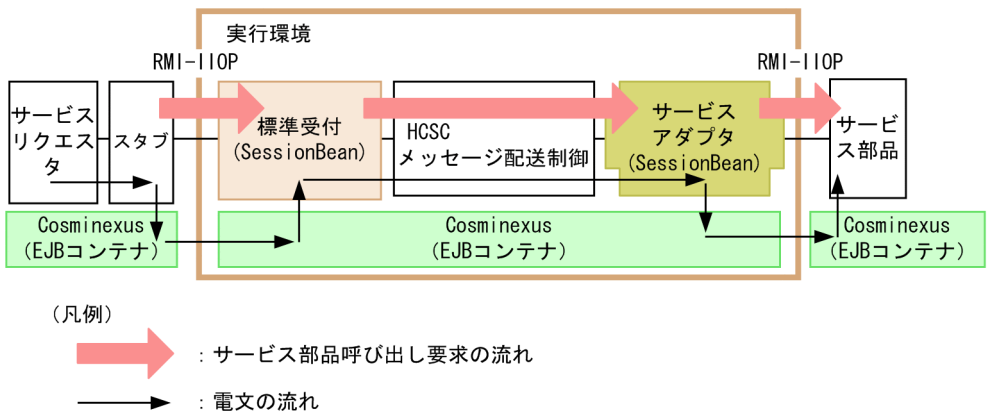 実行環境
RMI-IIOP
RMI-IIOP
サービス
リクエス
タ
スタブ
標準受付
(SessionBean)
HCSC
メッセージ配送制御
サービス
アダプタ
(SessionBean)
サービ
ス部品
Cosminexus
(EJBコンテナ)
Cosminexus
(EJBコンテナ)
Cosminexus
(EJBコンテナ)
(凡例)
：サービス部品呼び出し要求の流れ
：電文の流れ